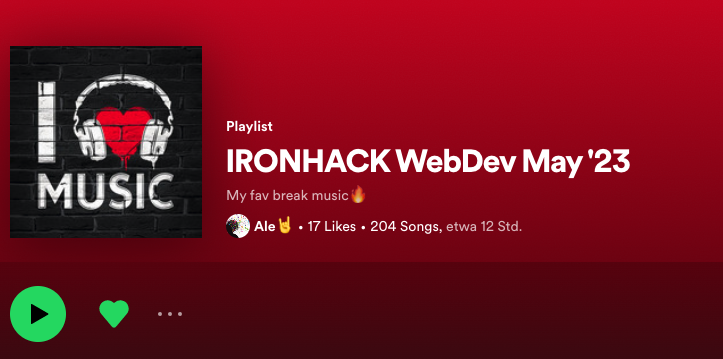 I
MUSIC
Playlist
IRONHACK WebDev May '23
My fav break music🔥
Ale🤘 • 17 Likes • 204 Songs, etwa 12 Std.